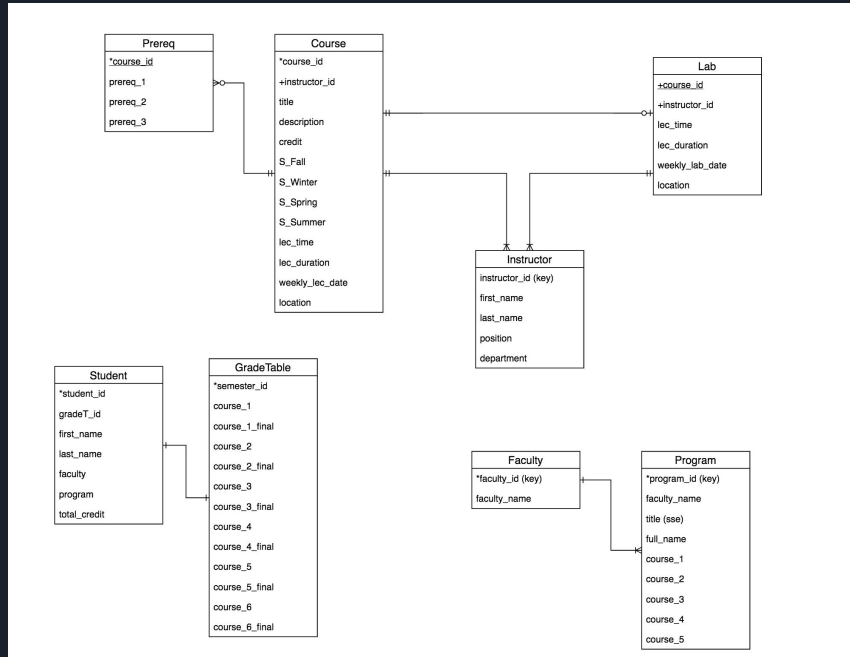 Prereq
*course_id
prereq_1
prereq_2
prereq_3
Course
*course_id
+instructor_id
title
description
credit
S_Fall
S_Winter
S_Spring
S_Summer
lec_time
lec_duration
weekly_lec_date
location
Lab
+course_id
+instructor_id
lec_time
lec_duration
weekly_lab_date
location
Instructor
instructor_id (key)
first_name
last_name
position
department
Student
*student_id
gradeT_id
first_name
last_name
faculty
program
total_credit
GradeTable
*semester_id
course_1
course_1_final
course_2
course_2_final
course_3
course_3_final
course_4
course_4_final
course_5
course_5_final
course_6
course_6_final
Faculty
*faculty_id (key)
faculty_name
Program
*program_id (key)
faculty_name
title (sse)
full_name
course_1
course_2
course_3
course_4
course_5